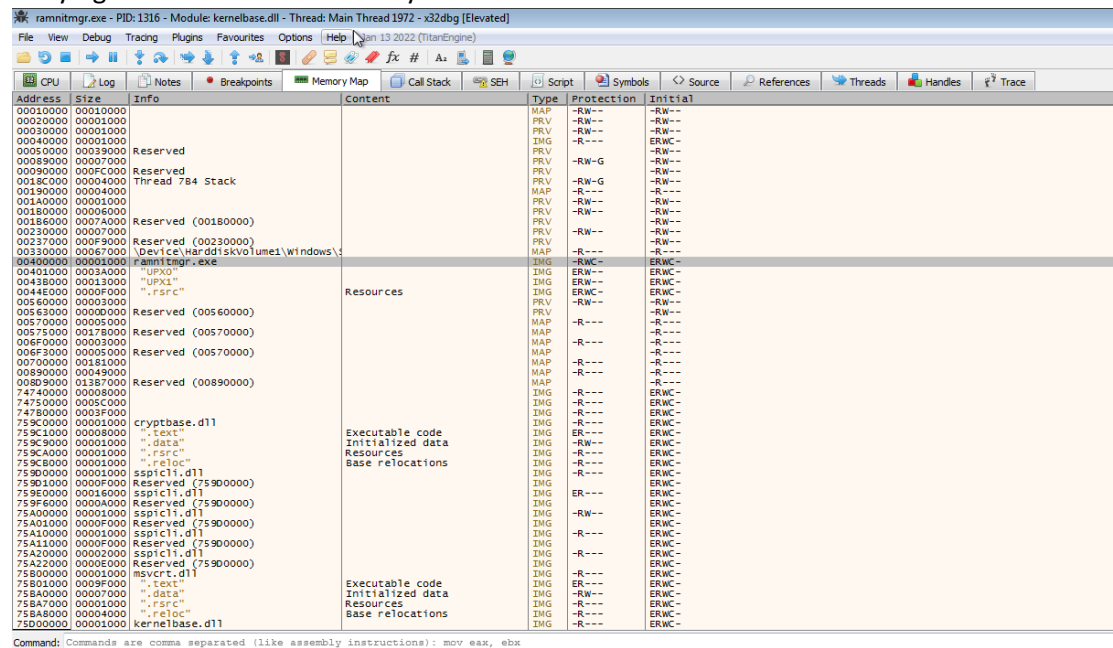 ramnitmgr.exe - PID: 1316 - Module: kernelbase.dll - Thread: Main Thread 1972 - x32dbg [Elevated]
File View Debug Tracing Plugins Favourites Options Help Jan 13 2022 (TitanEngine)
CPU Log Notes Breakpoints Memory Map Call Stack SEH Script Symbols Source References Threads Handles Trace
Address Size Info Content Type Protection Initial
00010000 00010000 MAP -RW-- -RW--
00020000 00001000 PRV -RW-- -RW--
00030000 00001000 PRV -RW-- -RW--
00040000 00001000 IMG -R--- ERWC-
00050000 00039000 Reserved PRV -RW--
00089000 00007000 PRV -RW-G -RW--
00090000 000FC000 Reserved PRV -RW--
0018C000 00004000 Thread 7B4 Stack PRV -RW-G -RW--
00190000 00004000 MAP -R--- -R---
001A0000 00001000 PRV -RW-- -RW--
001B0000 00006000 PRV -RW-- -RW--
001B6000 0007A000 Reserved (001B0000) PRV -RW--
00230000 00007000 PRV -RW-- -RW--
00237000 000F9000 Reserved (00230000) PRV -RW--
00330000 00067000 \Device\HarddiskVolume1\Windows\S MAP -R--- -R---
00400000 00001000 ramnitmgr.exe IMG -RWC- ERWC-
00401000 0003A000 "UPX0" IMG ERW-- ERWC-
0043B000 00013000 "UPX1" IMG ERW-- ERWC-
0044E000 0000F000 ".rsrc" Resources IMG ERWC- ERWC-
00560000 00003000 PRV -RW-- -RW--
00563000 0000D000 Reserved (00560000) PRV -RW--
00570000 00005000 MAP -R--- -R---
00575000 0017B000 Reserved (00570000) MAP -R---
006F0000 00003000 MAP -R--- -R---
006F3000 00005000 Reserved (00570000) MAP -R---
00700000 00181000 MAP -R--- -R---
00890000 00049000 MAP -R--- -R---
008D9000 013B7000 Reserved (00890000) MAP -R---
74740000 00008000 IMG -R--- ERWC-
74750000 0005C000 IMG -R--- ERWC-
747B0000 0003F000 IMG -R--- ERWC-
759C0000 00001000 cryptbase.dll IMG -R--- ERWC-
759C1000 00008000 ".text" Executable code IMG ER--- ERWC-
759C9000 00001000 ".data" Initialized data IMG -RW-- ERWC-
759CA000 00001000 ".rsrc" Resources IMG -R--- ERWC-
759CB000 00001000 ".reloc" Base relocations IMG -R--- ERWC-
759D0000 00001000 sspicli.dll IMG -R--- ERWC-
759D1000 0000F000 Reserved (759D0000) IMG ERWC-
759E0000 00016000 sspicli.dll IMG ER--- ERWC-
759F6000 0000A000 Reserved (759D0000) IMG ERWC-
75A00000 00001000 sspicli.dll IMG -RW-- ERWC-
75A01000 0000F000 Reserved (759D0000) IMG ERWC-
75A10000 00001000 sspicli.dll IMG -R--- ERWC-
75A11000 0000F000 Reserved (759D0000) IMG ERWC-
75A20000 00002000 sspicli.dll IMG -R--- ERWC-
75A22000 0000E000 Reserved (759D0000) IMG ERWC-
75B00000 00001000 msvcrt.dll IMG -R--- ERWC-
75B01000 0009F000 ".text" Executable code IMG ER--- ERWC-
75BA0000 00007000 ".data" Initialized data IMG -RW-- ERWC-
75BA7000 00001000 ".rsrc" Resources IMG -R--- ERWC-
75BA8000 00004000 ".reloc" Base relocations IMG -R--- ERWC-
75D00000 00001000 kernelbase.dll IMG -R--- ERWC-
Command: Commands are comma separated (like assembly instructions): mov eax, ebx